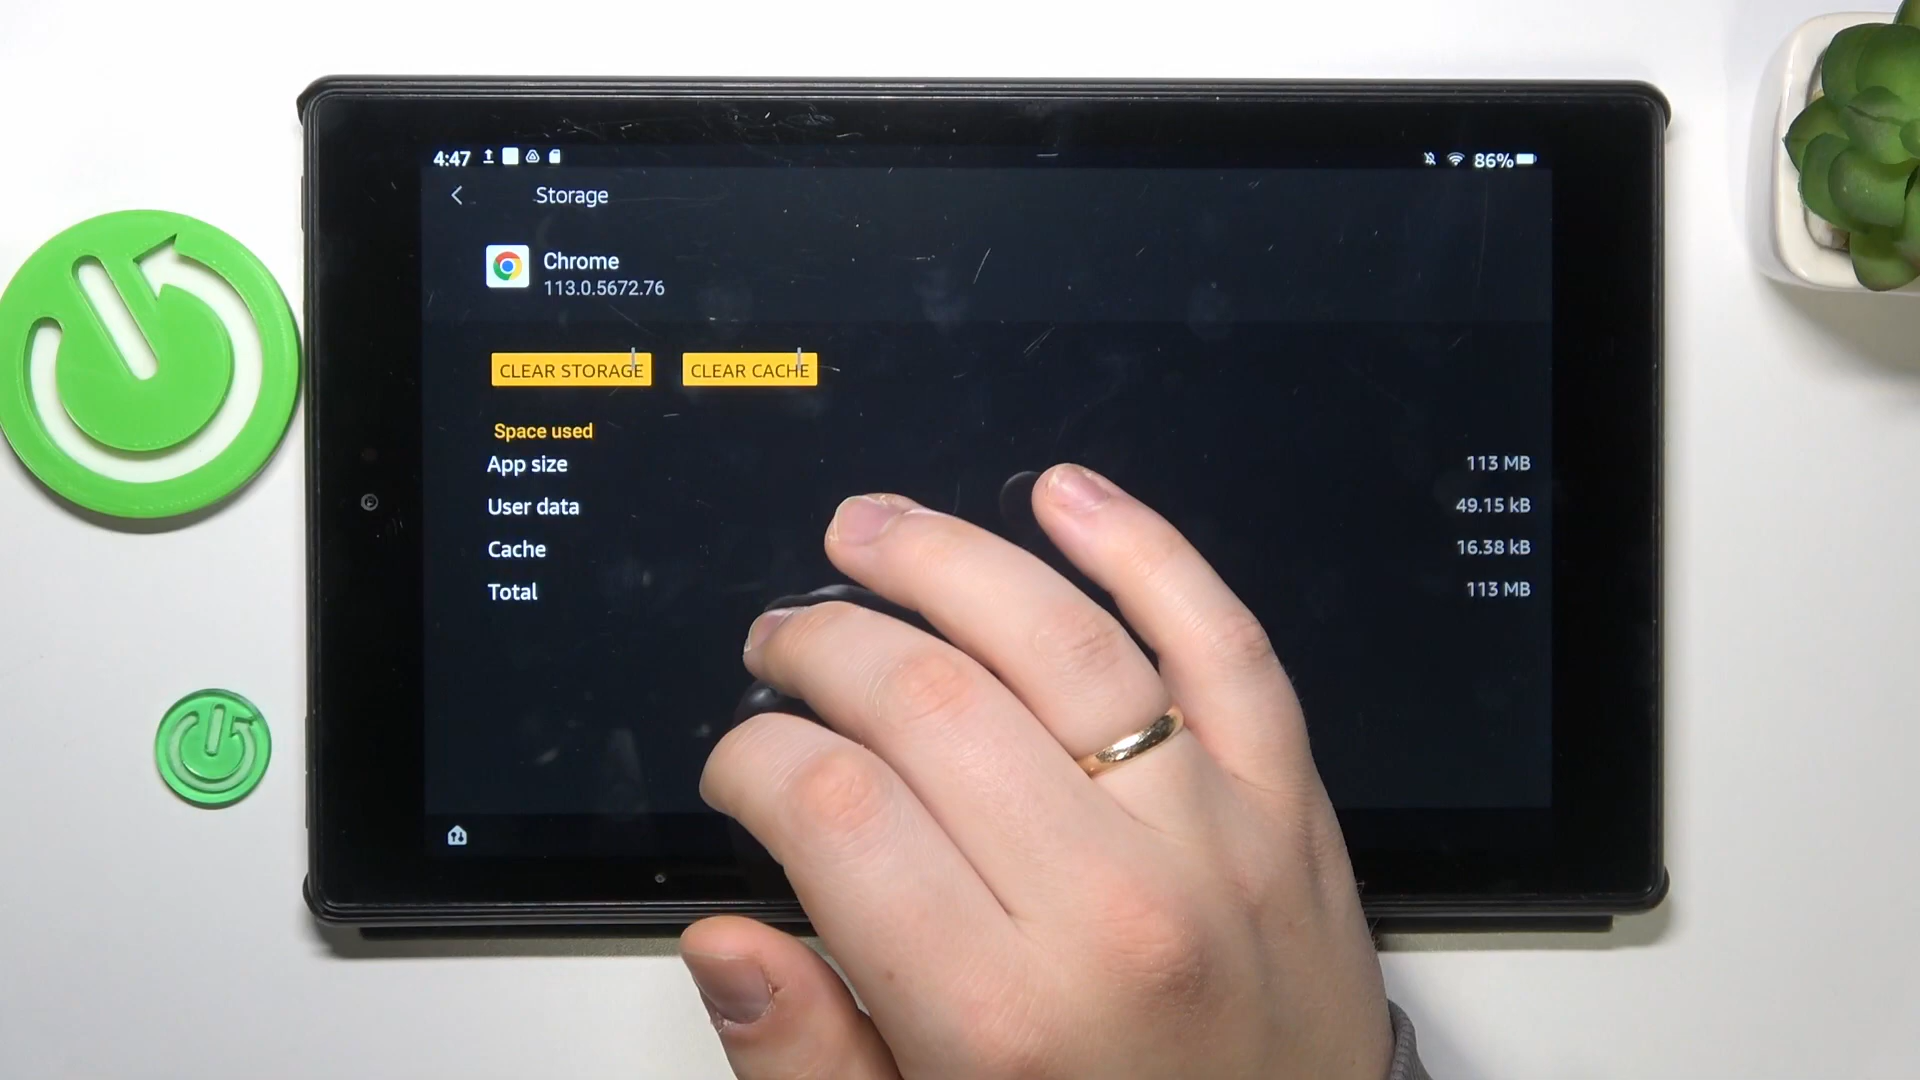 4:47
86%
Storage
Chrome
113.0.5672.76
CLEAR STORAGE
CLEAR CACHE
Space used
App size
113 MB
User data
49.15 kB
Cache
16.38 kB
Total
113 MB